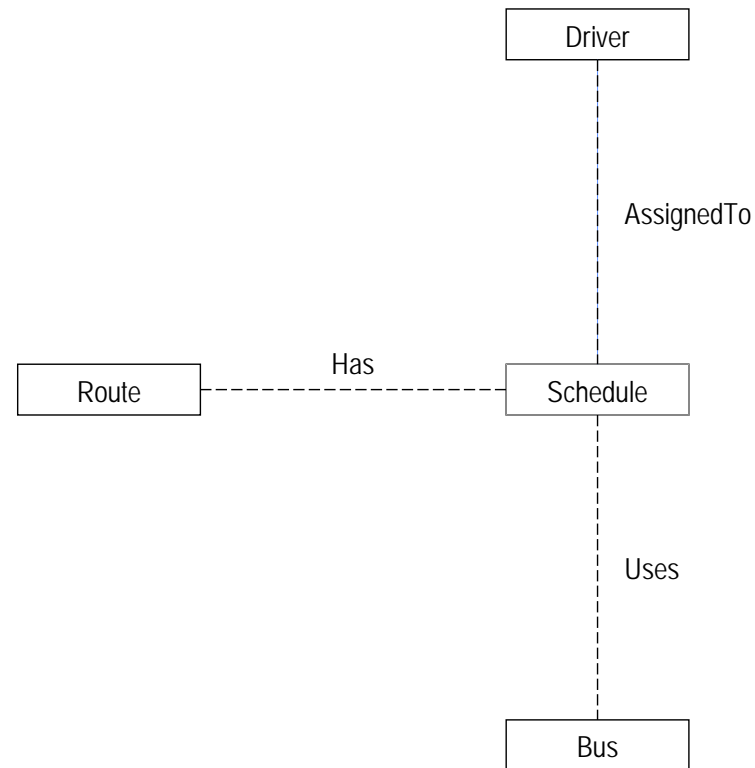 Driver
AssignedTo
Has
Route
Schedule
Uses
Bus